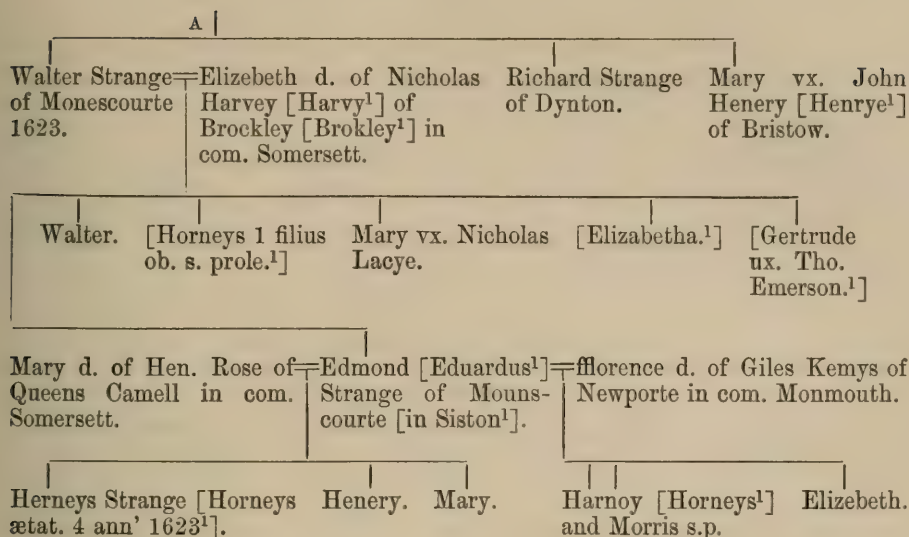 A
Walter Strange═Elizebeth d. of Nicholas
of Monescourte
1623.
Harvey [Harvy¹] of
Brockley [Brokley¹] in
com. Somersett.
Richard Strange
of Dynton.
Mary vx. John
Henery [Henrye¹]
of Bristow.
Walter.
[Horneys 1 filius
ob. s. prole.¹]
Mary vx. Nicholas
Lacye.
[Elizabetha.¹]
[Gertrude
ux. Tho.
Emerson.¹]
Mary d. of Hen. Rose of═Edmond [Eduardus¹]═fflorence d. of Giles Kemys of
Queens Camell in com.
Somersett.
Strange of Mouns-
courte [in Siston¹].
Newporte in com. Monmouth.
Herneys Strange [Horneys
ætat. 4 ann' 1623¹].
Henery.
Mary.
Harnoy [Horneys¹]
and Morris s.p.
Elizebeth.